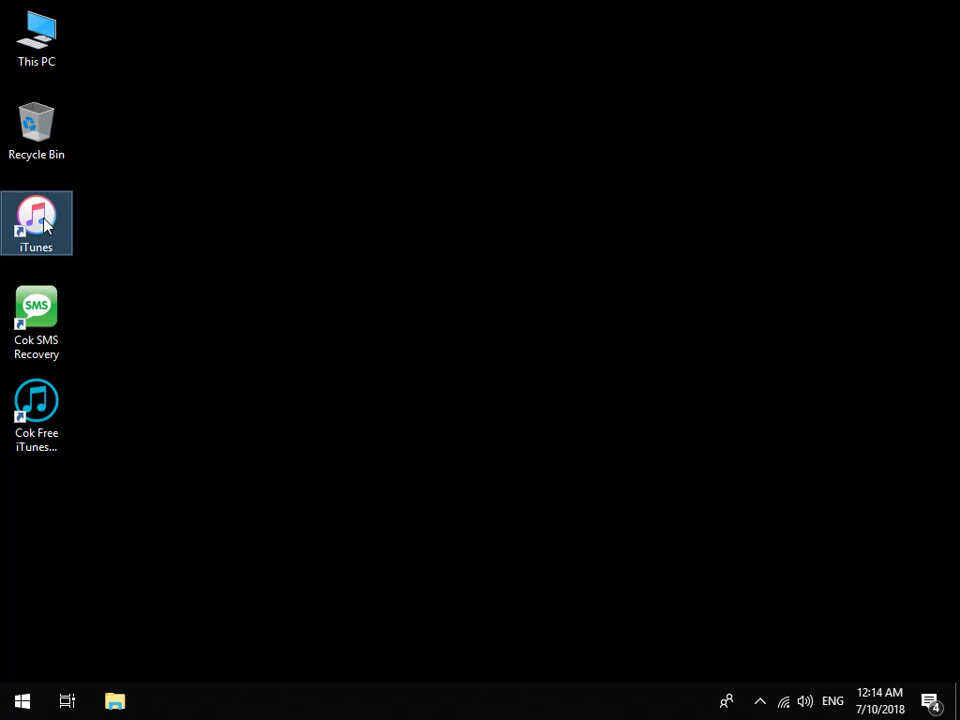 This PC
Recycle Bin
iTunes
SMS
Cok SMS
Recovery
Cok Free
iTunes...
ENG
12:14 AM
7/10/2018
4